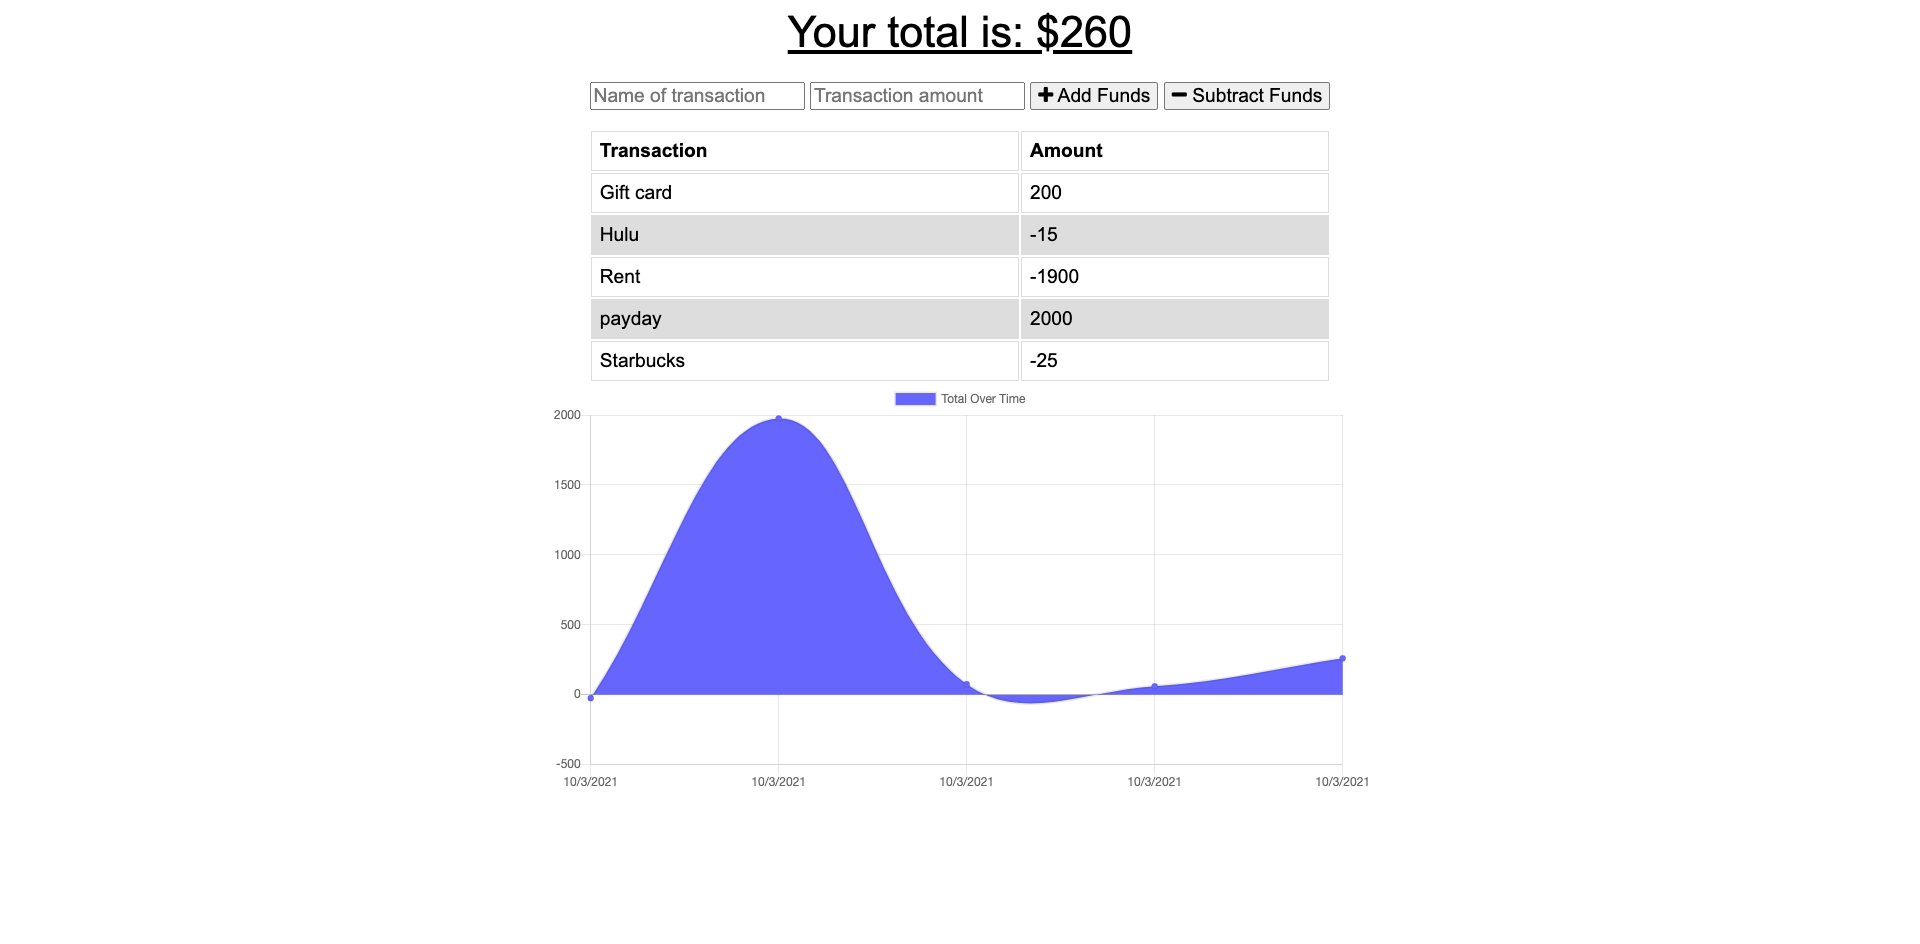 Your total is: $260
Name of transaction Transaction amount Add Funds Subtract Funds
Transaction Amount
Gift card 200
Hulu -15
Rent -1900
payday 2000
Starbucks -25
Total Over Time
2000
1500
1000
500
0
-500
10/3/2021 10/3/2021 10/3/2021 10/3/2021 10/3/2021